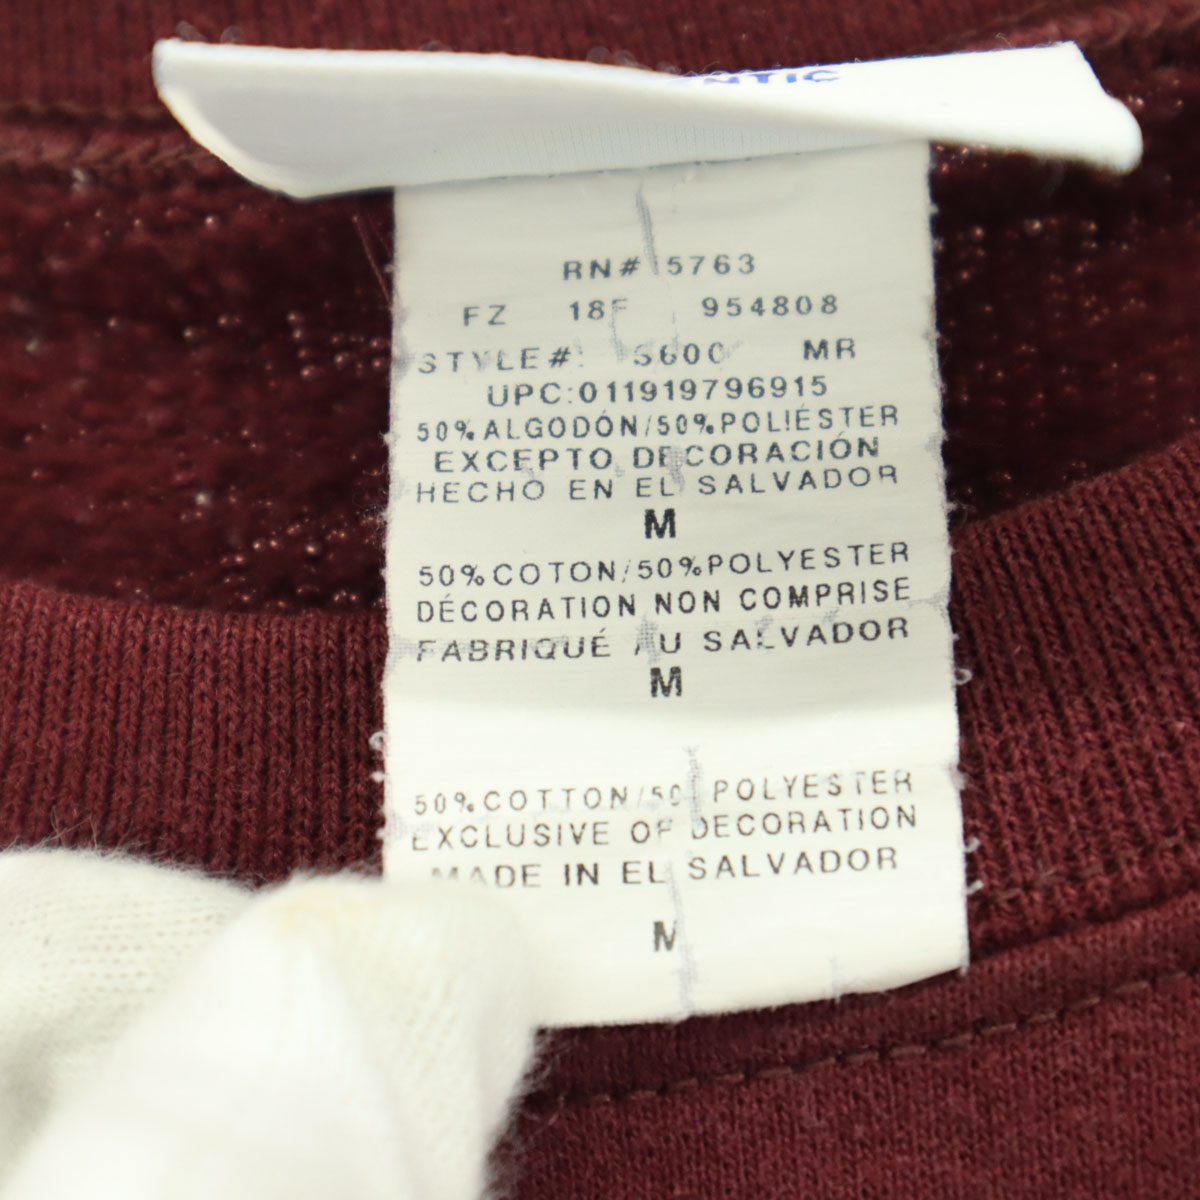 RN# 5763
FZ 18F 954808
STYLE# 5600 MR
UPC:011919796915
50%ALGODÓN/50%POLIÉSTER
EXCEPTO DECORACIÓN
HECHO EN EL SALVADOR
M
50%COTON/50%POLYESTER
DÉCORATION NON COMPRISE
FABRIQUÉ AU SALVADOR
M
50%COTTON/50 POLYESTER
EXCLUSIVE OF DECORATION
MADE IN EL SALVADOR
M